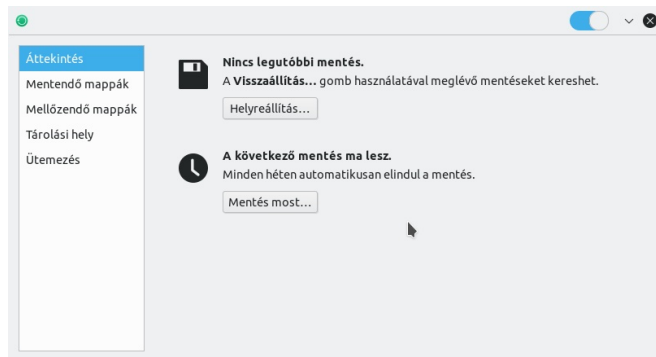 Áttekintés
Mentendő mappák
Mellőzendő mappák
Tárolási hely
Ütemezés
Nincs legutóbbi mentés.
A Visszaállítás... gomb használatával meglévő mentéseket kereshet.
Helyreállítás...
A következő mentés ma lesz.
Minden héten automatikusan elindul a mentés.
Mentés most...